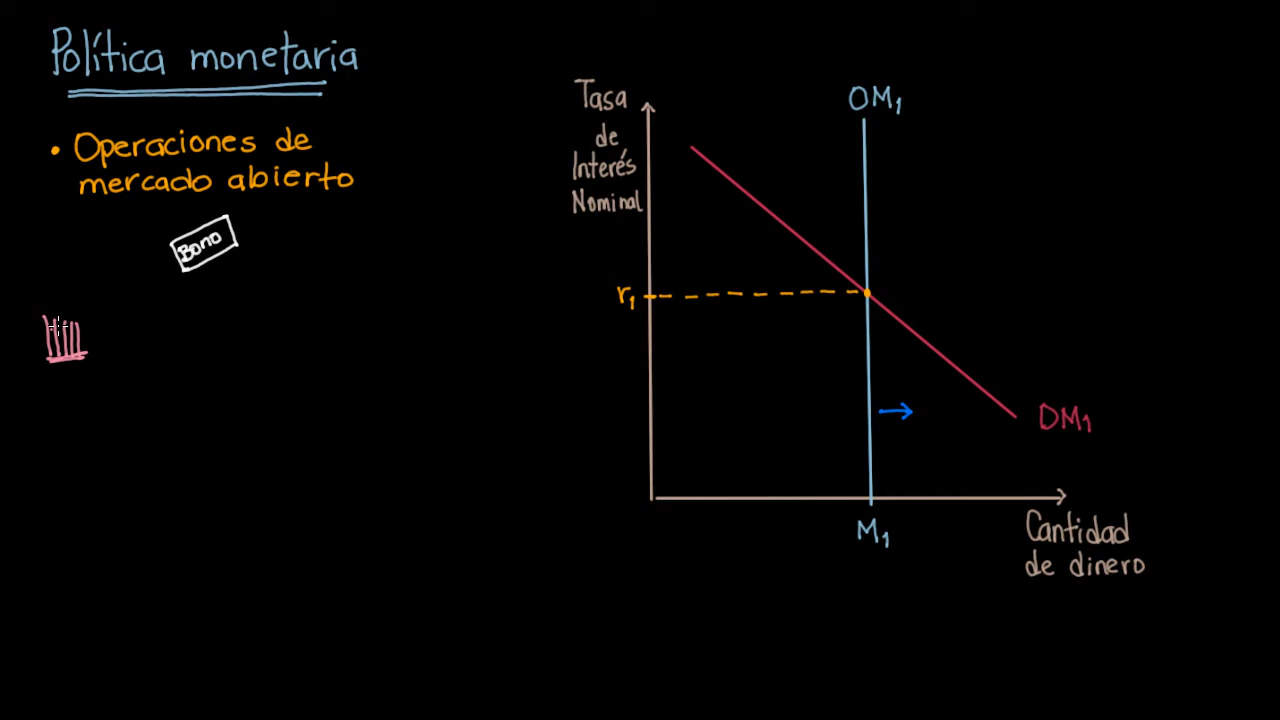 Política monetaria
• Operaciones de
mercado abierto
Bono
Tasa
de
Interés
Nominal
OM₁
r₁
DM₁
M₁
Cantidad
de dinero